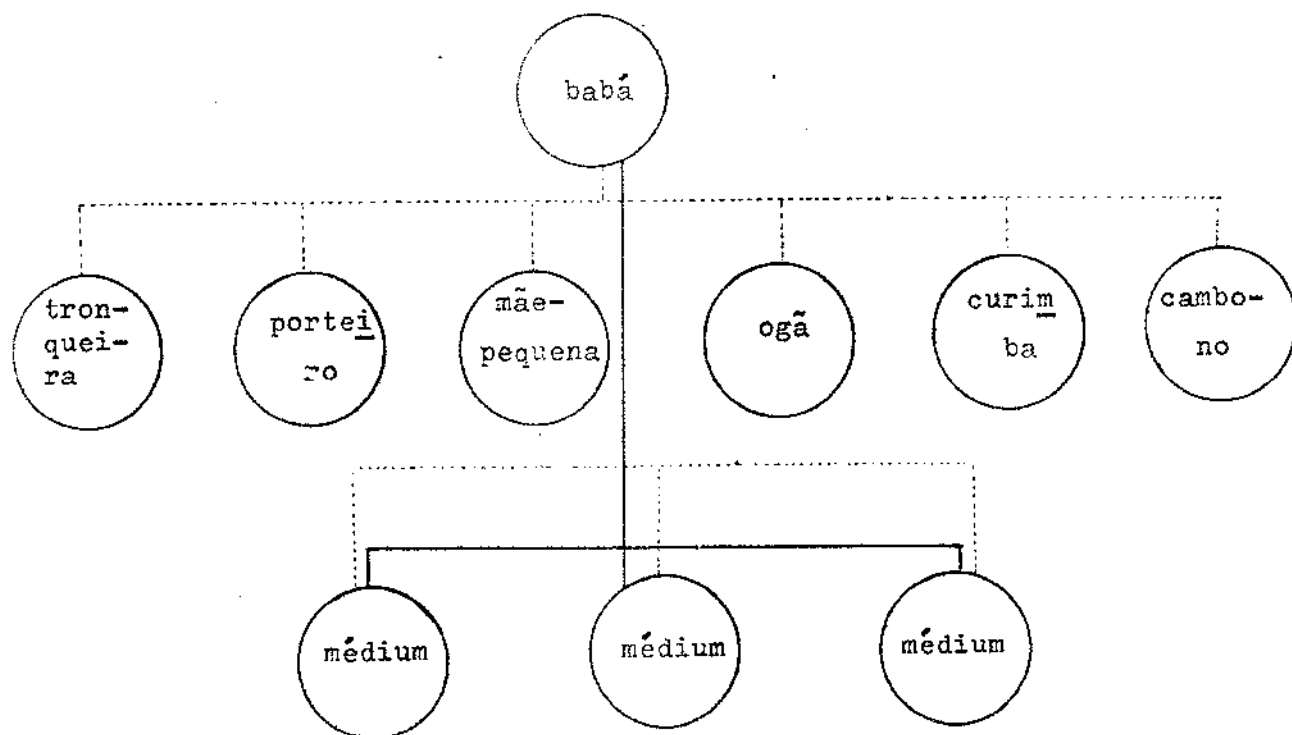 babá
tron-
quei-
ra
portei
ro
mãe-
pequena
ogã
curim
ba
cambo-
no
médium
médium
médium